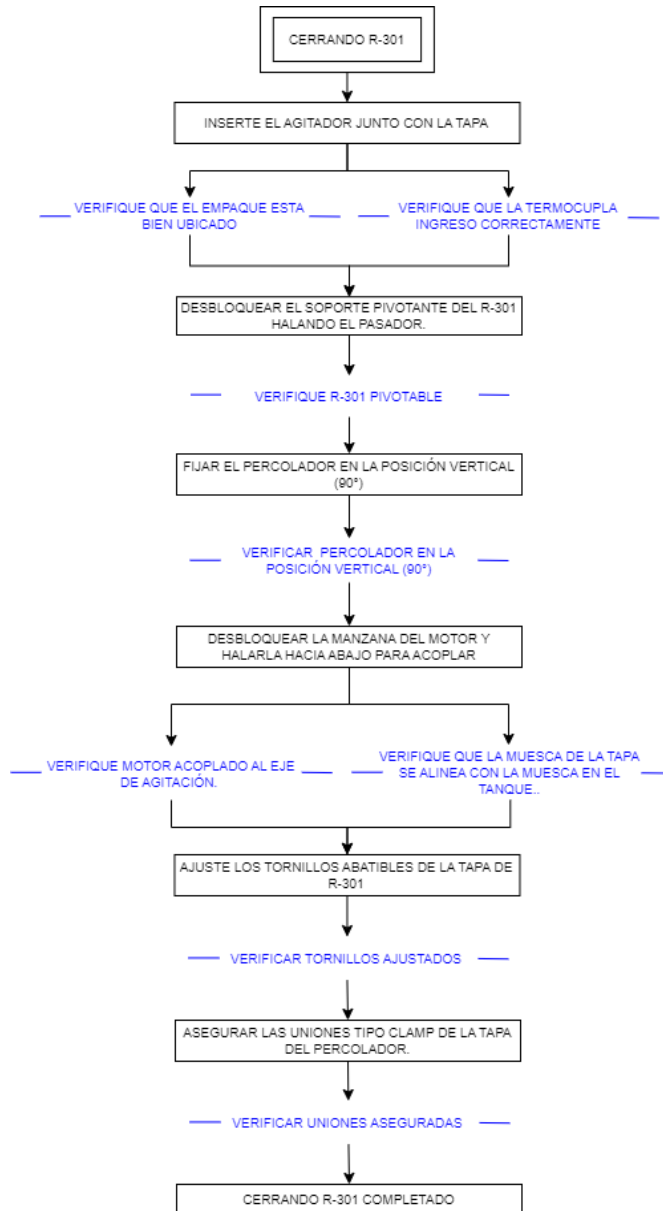 CERRANDO R-301
INSERTE EL AGITADOR JUNTO CON LA TAPA
VERIFIQUE QUE EL EMPAQUE ESTA
BIEN UBICADO
VERIFIQUE QUE LA TERMOCUPLA
INGRESO CORRECTAMENTE
DESBLOQUEAR EL SOPORTE PIVOTANTE DEL R-301
HALANDO EL PASADOR.
VERIFIQUE R-301 PIVOTABLE
FIJAR EL PERCOLADOR EN LA POSICIÓN VERTICAL
(90°)
VERIFICAR PERCOLADOR EN LA
POSICIÓN VERTICAL (90°)
DESBLOQUEAR LA MANZANA DEL MOTOR Y
HALARLA HACIA ABAJO PARA ACOPLAR
VERIFIQUE MOTOR ACOPLADO AL EJE
DE AGITACIÓN.
VERIFIQUE QUE LA MUESCA DE LA TAPA
SE ALINEA CON LA MUESCA EN EL
TANQUE..
AJUSTE LOS TORNILLOS ABATIBLES DE LA TAPA DE
R-301
VERIFICAR TORNILLOS AJUSTADOS
ASEGURAR LAS UNIONES TIPO CLAMP DE LA TAPA
DEL PERCOLADOR.
VERIFICAR UNIONES ASEGURADAS
CERRANDO R-301 COMPLETADO